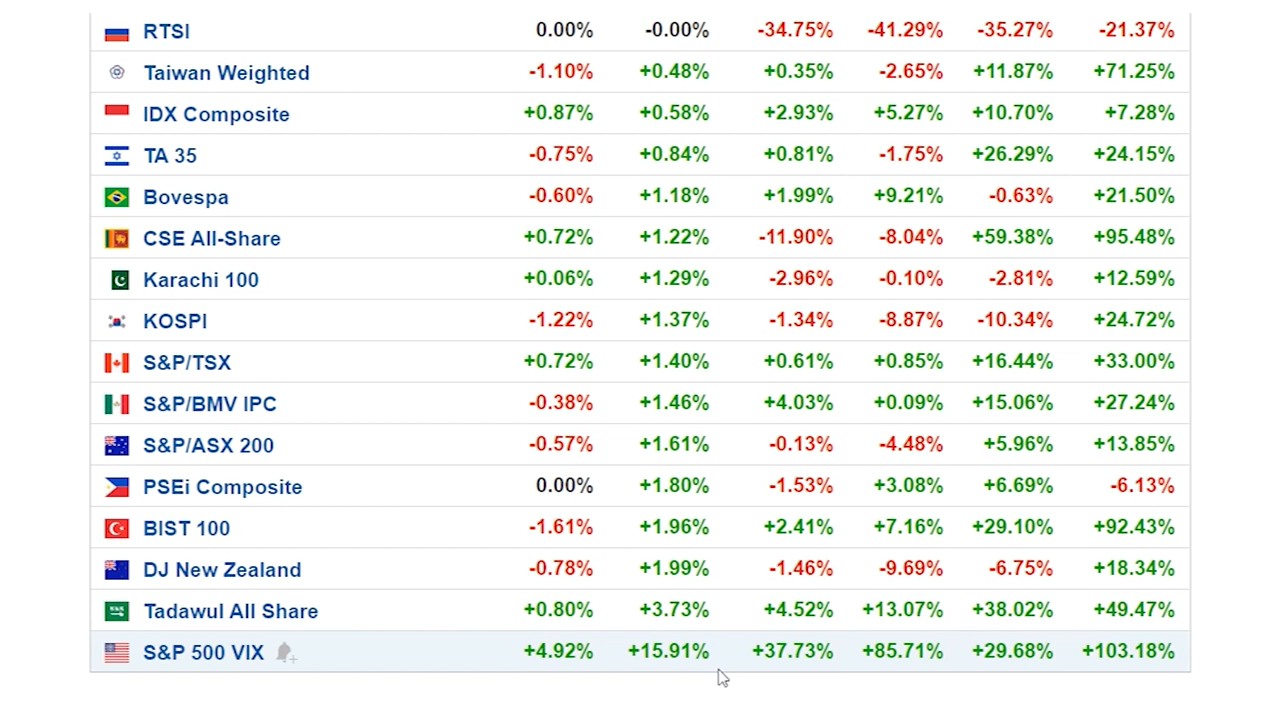 RTSI 0.00% -0.00% -34.75% -41.29% -35.27% -21.37%
Taiwan Weighted -1.10% +0.48% +0.35% -2.65% +11.87% +71.25%
IDX Composite +0.87% +0.58% +2.93% +5.27% +10.70% +7.28%
TA 35 -0.75% +0.84% +0.81% -1.75% +26.29% +24.15%
Bovespa -0.60% +1.18% +1.99% +9.21% -0.63% +21.50%
CSE All-Share +0.72% +1.22% -11.90% -8.04% +59.38% +95.48%
Karachi 100 +0.06% +1.29% -2.96% -0.10% -2.81% +12.59%
KOSPI -1.22% +1.37% -1.34% -8.87% -10.34% +24.72%
S&P/TSX +0.72% +1.40% +0.61% +0.85% +16.44% +33.00%
S&P/BMV IPC -0.38% +1.46% +4.03% +0.09% +15.06% +27.24%
S&P/ASX 200 -0.57% +1.61% -0.13% -4.48% +5.96% +13.85%
PSEi Composite 0.00% +1.80% -1.53% +3.08% +6.69% -6.13%
BIST 100 -1.61% +1.96% +2.41% +7.16% +29.10% +92.43%
DJ New Zealand -0.78% +1.99% -1.46% -9.69% -6.75% +18.34%
Tadawul All Share +0.80% +3.73% +4.52% +13.07% +38.02% +49.47%
S&P 500 VIX +4.92% +15.91% +37.73% +85.71% +29.68% +103.18%